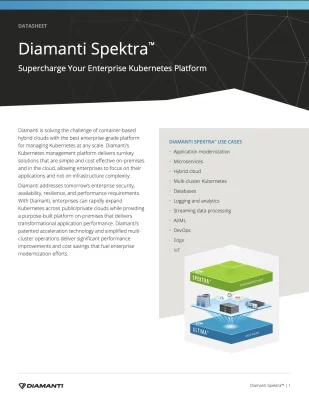 DATASHEET
Diamanti Spektra™
Supercharge Your Enterprise Kubernetes Platform
Diamanti is solving the challenge of container-based
hybrid clouds with the best enterprise-grade platform
for managing Kubernetes at any scale. Diamanti's
Kubernetes management platform delivers turnkey
solutions that are simple and cost effective on-premises
and in the cloud, allowing enterprises to focus on their
applications and not on infrastructure complexity.
Diamanti addresses tomorrow's enterprise security,
availability, resilience, and performance requirements.
With Diamanti, enterprises can rapidly expand
Kubernetes across public/private clouds while providing
a purpose-built platform on-premises that delivers
transformational application performance. Diamanti's
patented acceleration technology and simplified multi-
cluster operations deliver significant performance
improvements and cost savings that fuel enterprise
modernization efforts.
DIAMANTI SPEKTRA™ USE CASES
· Application modernization
· Microservices
· Hybrid cloud
· Multi-cluster Kubernetes
· Databases
· Logging and analytics
· Streaming data processing
· AI/ML
· DevOps
· Edge
· IoT
SPEKTRA
ULTIMA
DIAMANTI
Diamanti Spektra™ | 1